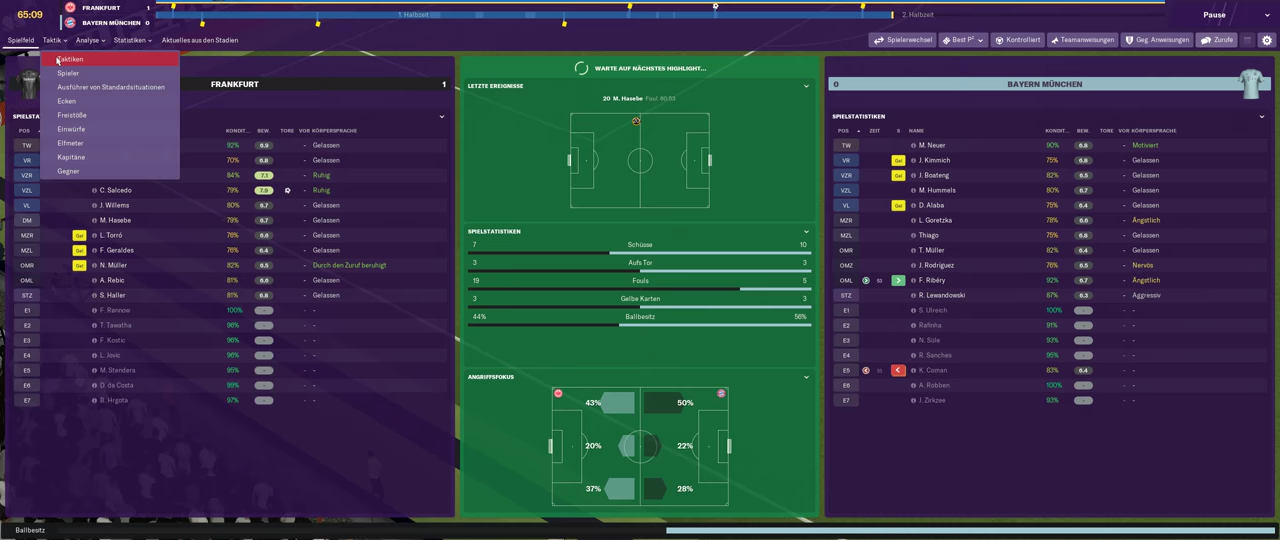 65:09
FRANKFURT 1
BAYERN MÜNCHEN 0
1. Halbzeit
2. Halbzeit
Pause
Spielfeld Taktik Analyse Statistiken Aktuelles aus den Stadien
Spielerwechsel Best P² Kontrolliert Teamanweisungen Geg. Anweisungen Zurufe
Taktiken
Spieler
Ausführer von Standardsituationen
Ecken
Freistöße
Einwürfe
Elfmeter
Kapitäne
Gegner
FRANKFURT 1
POS KONDIT... BEW. TORE VOR KÖRPERSPRACHE
TW 92% 6.9 - Gelassen
VR 70% 6.8 - Gelassen
VZR 84% 7.1 - Ruhig
VZL C. Salcedo 79% 7.9 - Ruhig
VL J. Willems 80% 6.7 - Gelassen
DM M. Hasebe 79% 6.7 - Gelassen
MZR Gel L. Torró 76% 6.6 - Gelassen
MZL Gel F. Geraldes 76% 6.4 - Gelassen
OMR Gel N. Müller 82% 6.5 - Durch den Zuruf beruhigt
OML A. Rebic 81% 6.6 - Gelassen
STZ S. Haller 81% 6.8 - Gelassen
E1 F. Rønnow 100% - - -
E2 T. Tawatha 96% - - -
E3 F. Kostic 96% - - -
E4 L. Jovic 96% - - -
E5 M. Stendera 95% - - -
E6 D. da Costa 99% - - -
E7 B. Hrgota 97% - - -
WARTE AUF NÄCHSTES HIGHLIGHT...
LETZTE EREIGNISSE
20 M. Hasebe Foul
20
SPIELSTATISTIKEN
7 Schüsse 10
3 Aufs Tor 3
19 Fouls 5
3 Gelbe Karten 3
44% Ballbesitz 56%
ANGRIFFSFOKUS
43% 50%
20% 22%
37% 28%
0 BAYERN MÜNCHEN
SPIELSTATISTIKEN
POS ZEIT S NAME KONDIT... BEW. TORE VOR KÖRPERSPRACHE
TW M. Neuer 90% 6.8 - Motiviert
VR Gel J. Kimmich 75% 6.8 - Gelassen
VZR Gel J. Boateng 82% 6.5 - Gelassen
VZL M. Hummels 80% 6.7 - Gelassen
VL Gel D. Alaba 75% 6.4 - Gelassen
MZR L. Goretzka 78% 6.6 - Ängstlich
MZL Thiago 75% 6.8 - Gelassen
OMR T. Müller 82% 6.4 - Gelassen
OMZ J. Rodriguez 76% 6.5 - Nervös
OML F. Ribéry 92% 6.7 - Ängstlich
STZ R. Lewandowski 87% 6.3 - Aggressiv
E1 S. Ulreich 100% - - -
E2 Rafinha 91% - - -
E3 N. Süle 93% - - -
E4 R. Sanches 95% - - -
E5 K. Coman 83% 6.4 - -
E6 A. Robben 100% - - -
E7 J. Zirkzee 93% - - -
Ballbesitz